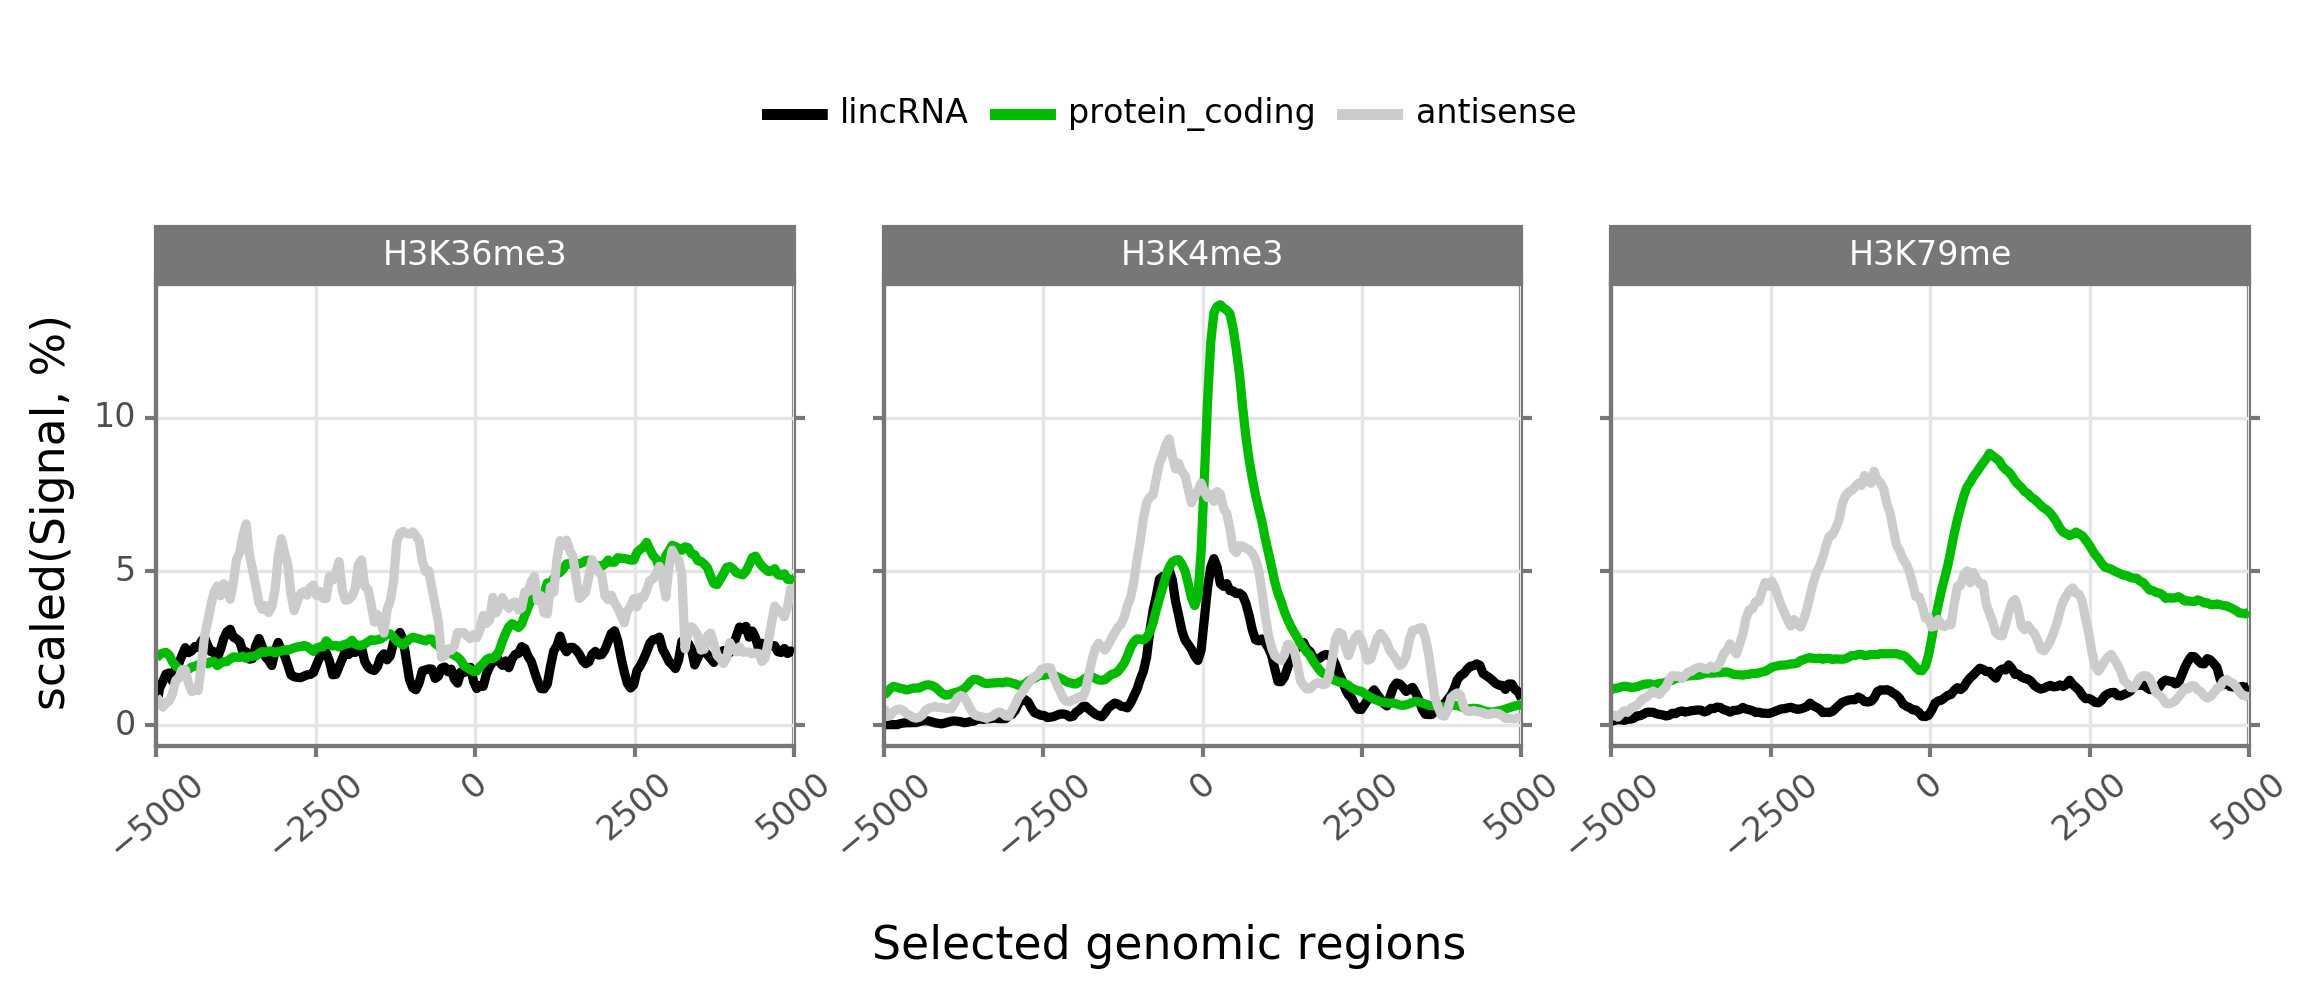 lincRNA protein_coding antisense
H3K36me3 H3K4me3 H3K79me
scaled(Signal, %)
10
5
0
−5000 −2500 0 2500 5000 −5000 −2500 0 2500 5000 −5000 −2500 0 2500 5000
Selected genomic regions